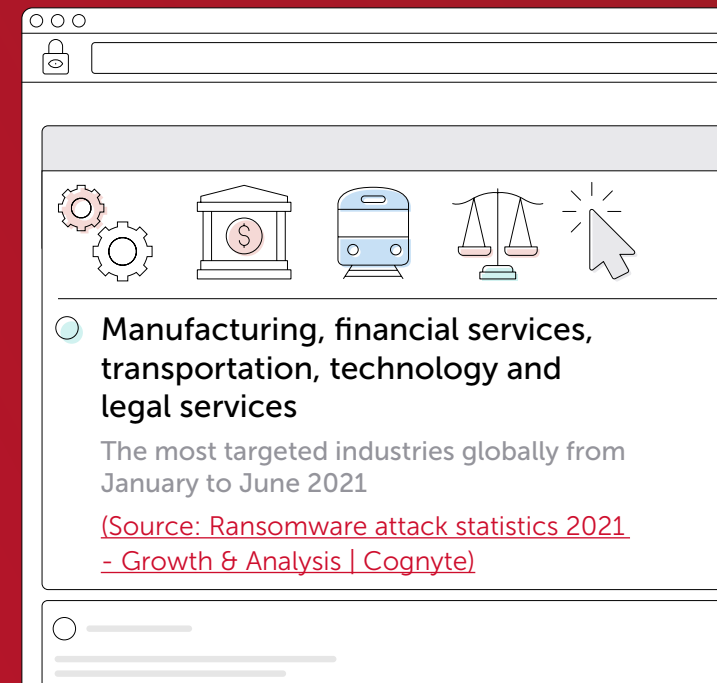 $
Manufacturing, financial services,
transportation, technology and
legal services
The most targeted industries globally from
January to June 2021
(Source: Ransomware attack statistics 2021
- Growth & Analysis | Cognyte)